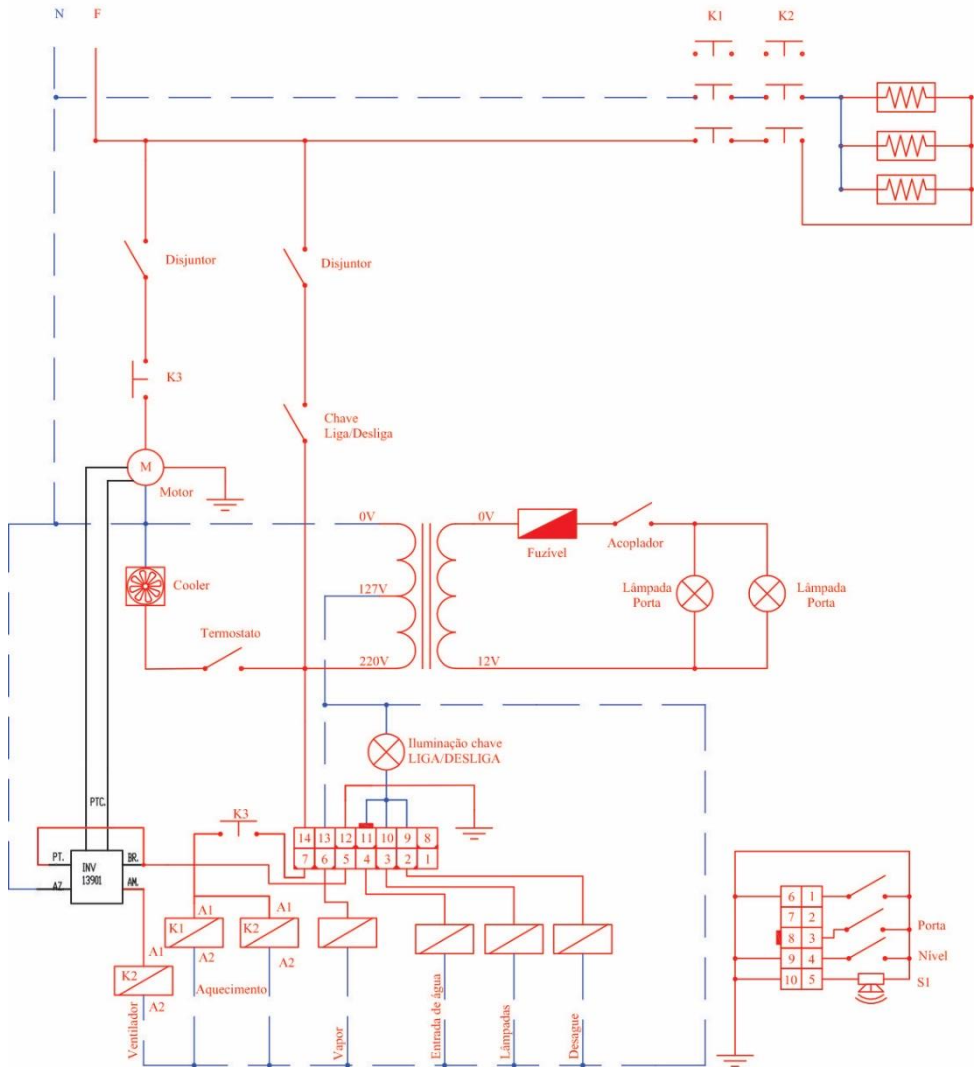 N F K1 K2
Disjuntor
Disjuntor
K3
Chave
Liga/Desliga
M
Motor
0V
0V
Fuzível
Acoplador
Cooler
127V
Lâmpada
Porta
Lâmpada
Porta
Termostato
220V
12V
Iluminação chave
LIGA/DESLIGA
PTC.
K3
14 13 12 11 10 9 8
7 6 5 4 3 2 1
PT. BR.
INV
13901
AZ. AM.
A1
K1
A2
A1
K2
A2
Aquecimento
A1
K2
A2
Ventilador
Vapor
Entrada de água
Lâmpadas
Desague
6 1
7 2
8 3
9 4
10 5
Porta
Nível
S1